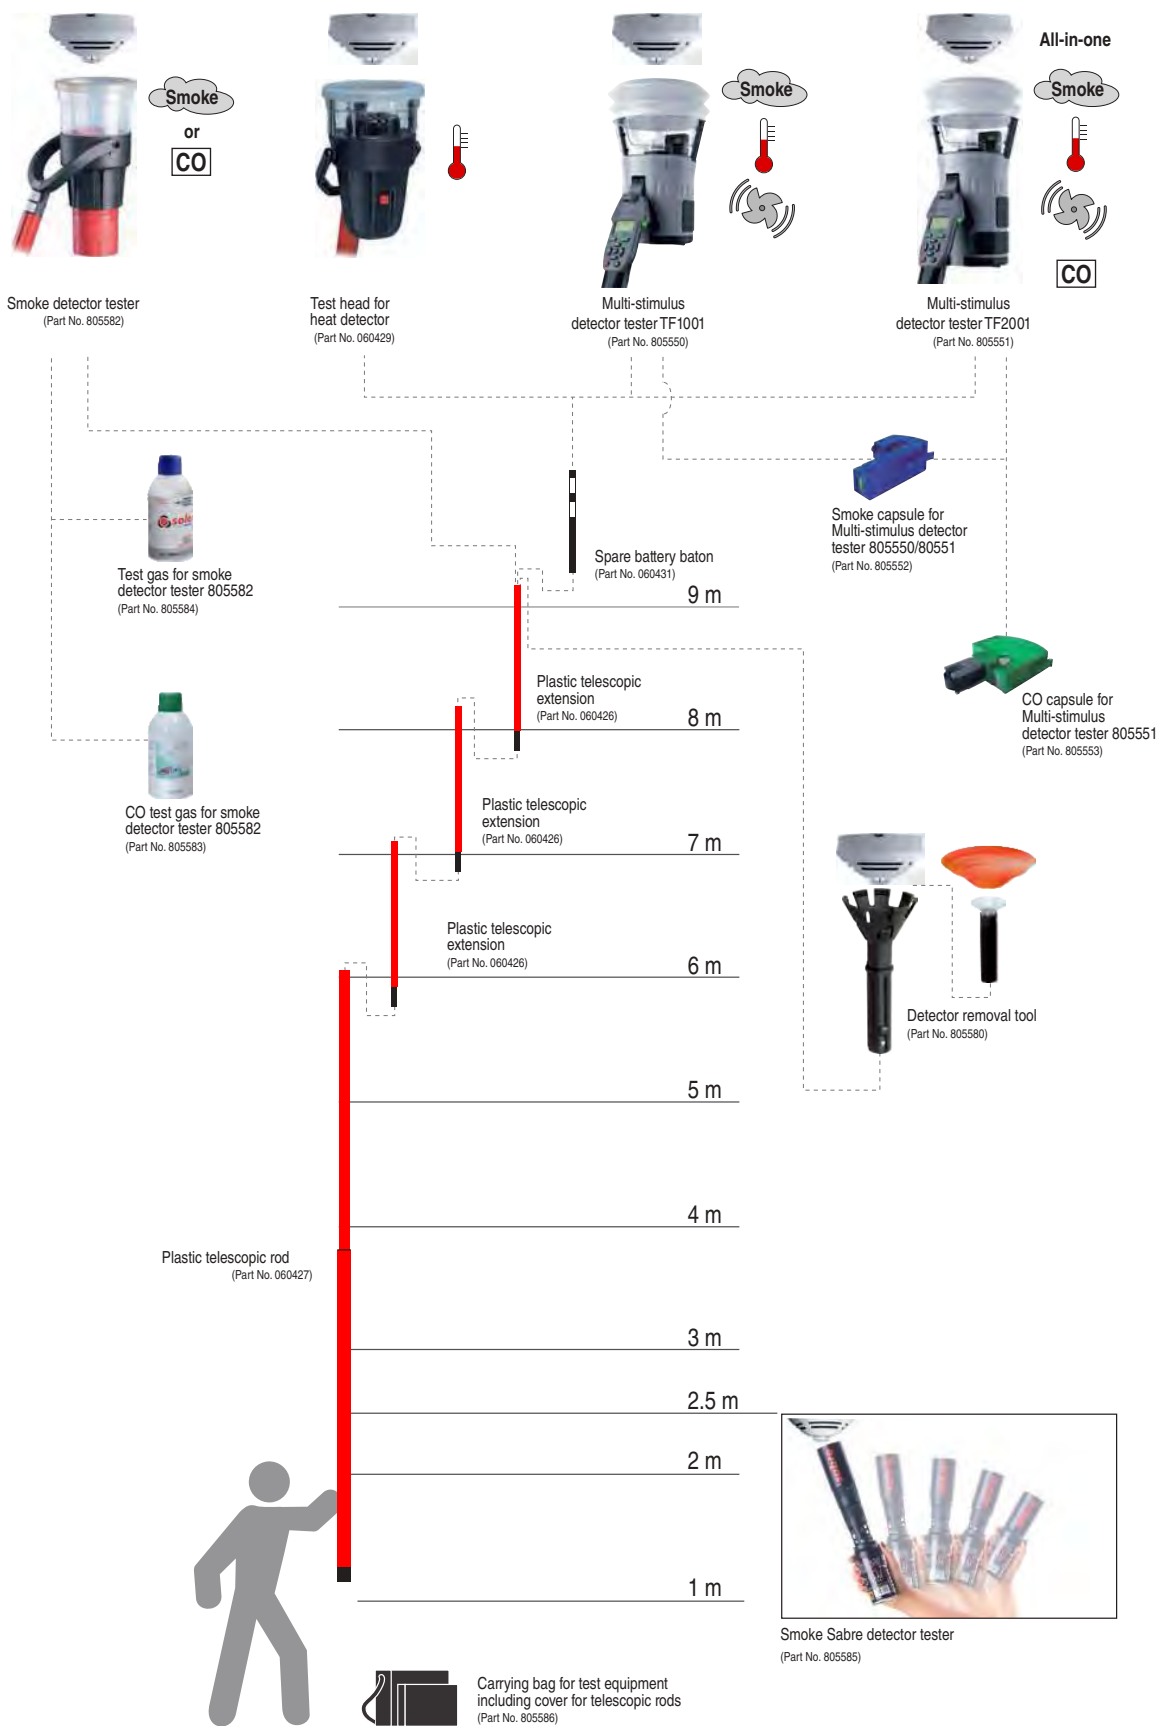 All-in-one
Smoke
or
CO
Smoke
Smoke
CO
Smoke detector tester
(Part No. 805582)
Test head for
heat detector
(Part No. 060429)
Multi-stimulus
detector tester TF1001
(Part No. 805550)
Multi-stimulus
detector tester TF2001
(Part No. 805551)
solo
Test gas for smoke
detector tester 805582
(Part No. 805584)
Smoke capsule for
Multi-stimulus detector
tester 805550/80551
(Part No. 805552)
Spare battery baton
(Part No. 060431)
9 m
Plastic telescopic
extension
(Part No. 060426)
8 m
CO capsule for
Multi-stimulus
detector tester 805551
(Part No. 805553)
CO test gas for smoke
detector tester 805582
(Part No. 805583)
Plastic telescopic
extension
(Part No. 060426)
7 m
Plastic telescopic
extension
(Part No. 060426)
6 m
Detector removal tool
(Part No. 805580)
5 m
4 m
Plastic telescopic rod
(Part No. 060427)
3 m
2.5 m
2 m
1 m
Smoke Sabre detector tester
(Part No. 805585)
Carrying bag for test equipment
including cover for telescopic rods
(Part No. 805586)